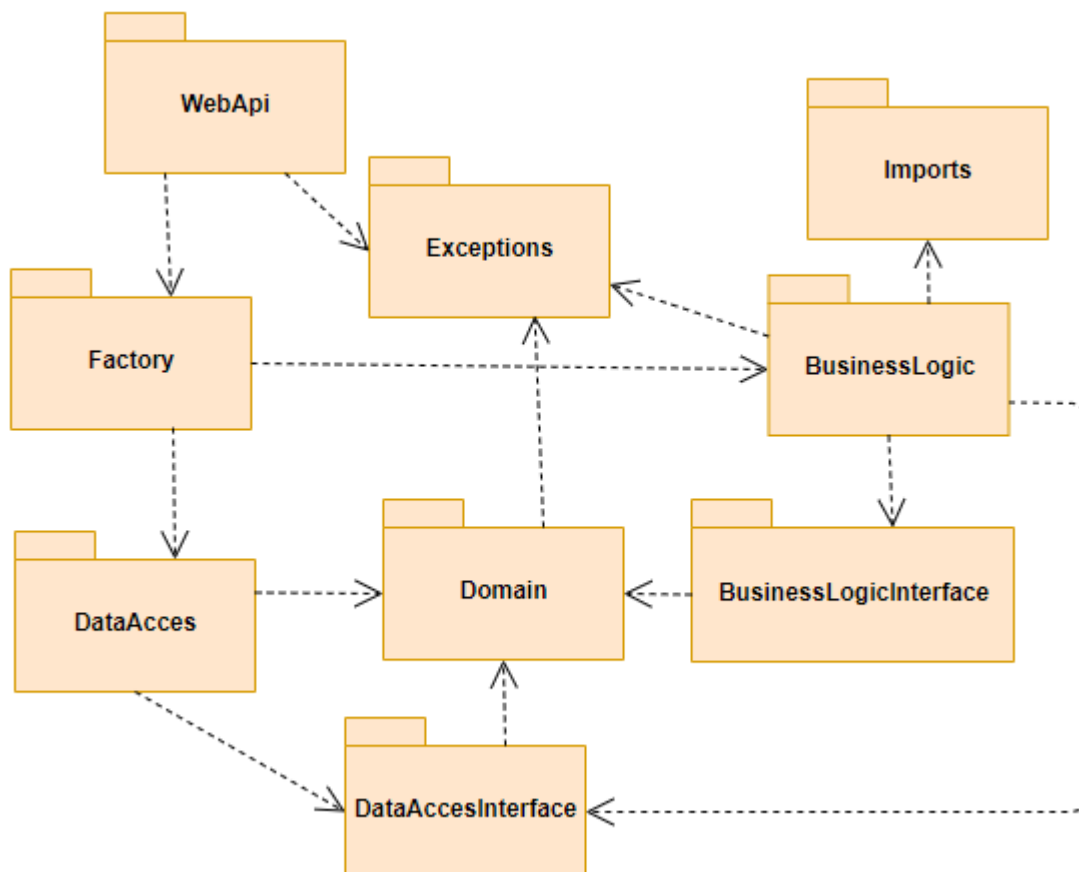 WebApi
Imports
Exceptions
Factory
BusinessLogic
Domain
BusinessLogicInterface
DataAcces
DataAccesInterface